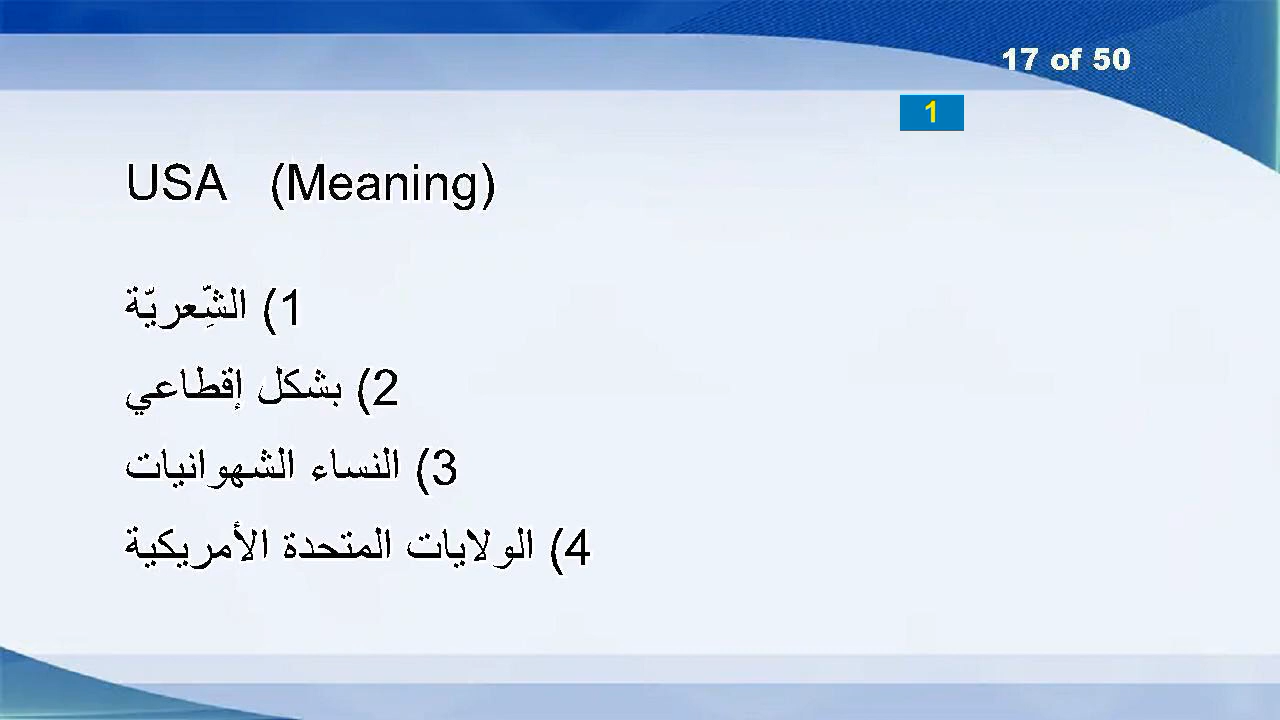 17 of 50
1
USA (Meaning)
1) الشِّعريّة
2) بشكل إقطاعي
3) النساء الشهوانيات
4) الولايات المتحدة الأمريكية